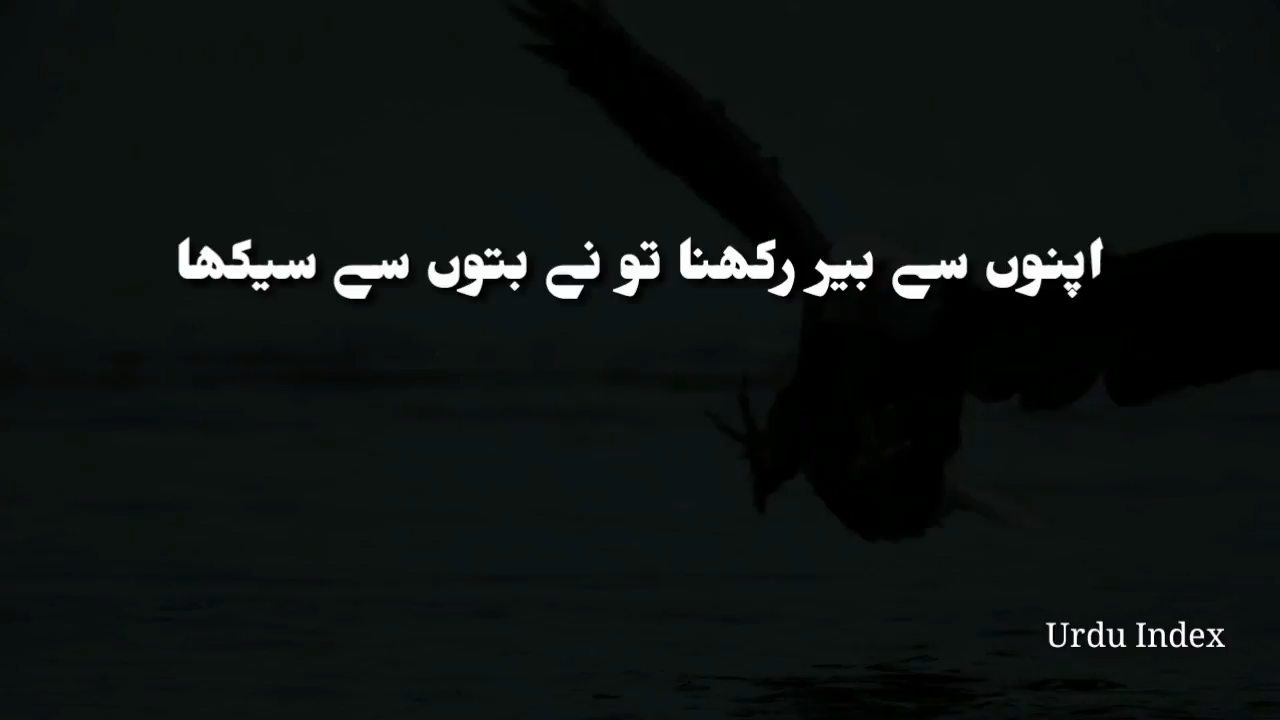 اپنوں سے بیر رکھنا تو نے بتوں سے سیکھا
Urdu Index